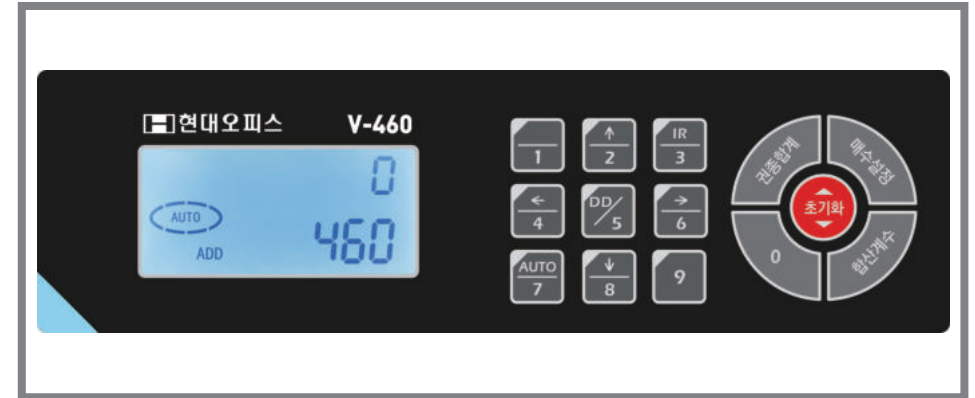 현대오피스 V-460
0
AUTO
ADD 460
1
↑ 2
IR 3
← 4
DD/5
→ 6
AUTO 7
↓ 8
9
권종합계
매수설정
초기화
0
합산계수